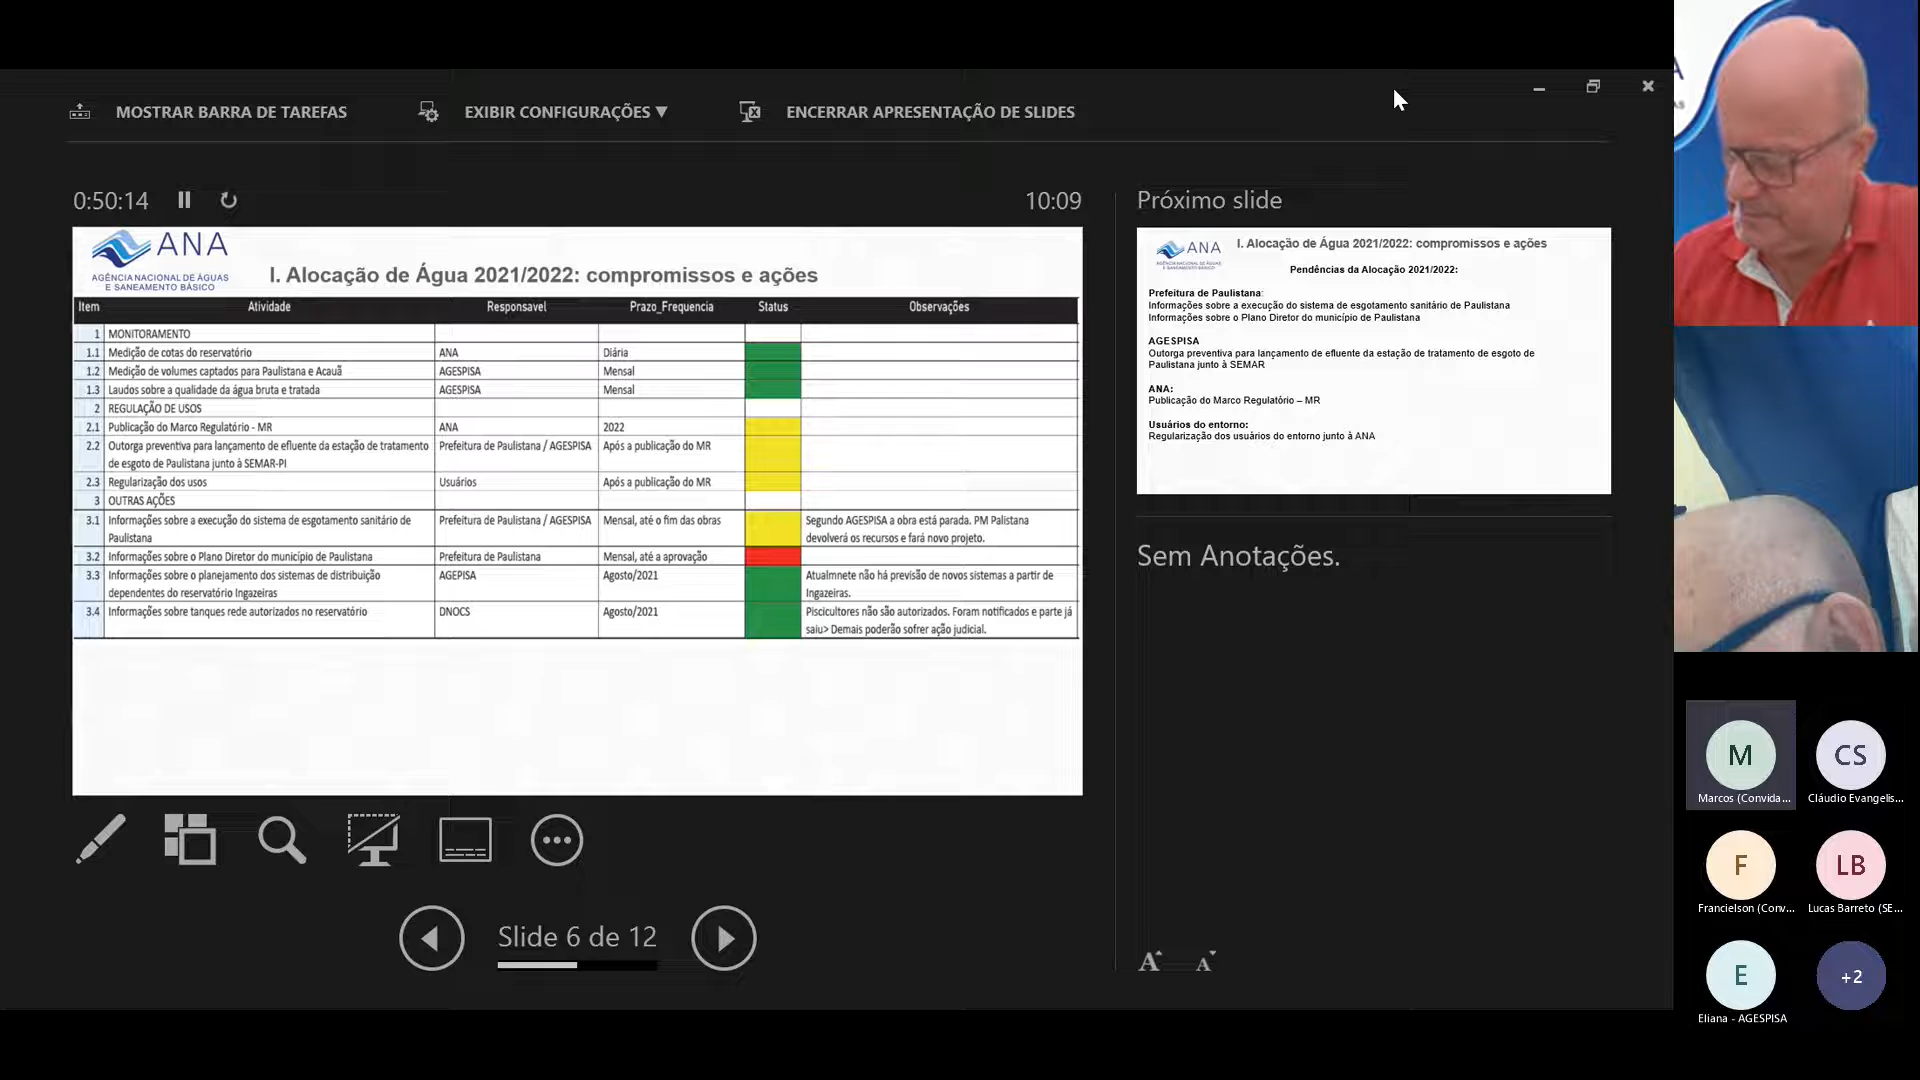 MOSTRAR BARRA DE TAREFAS
EXIBIR CONFIGURAÇÕES ▼
ENCERRAR APRESENTAÇÃO DE SLIDES
0:50:14
10:09
ANA
AGÊNCIA NACIONAL DE ÁGUAS
E SANEAMENTO BÁSICO
I. Alocação de Água 2021/2022: compromissos e ações
Item Atividade Responsavel Prazo_Frequencia Status Observações
1 MONITORAMENTO
1.1 Medição de cotas do reservatório ANA Diária
1.2 Medição de volumes captados para Paulistana e Acauã AGESPISA Mensal
1.3 Laudos sobre a qualidade da água bruta e tratada AGESPISA Mensal
2 REGULAÇÃO DE USOS
2.1 Publicação do Marco Regulatório - MR ANA 2022
2.2 Outorga preventiva para lançamento de efluente da estação de tratamento Prefeitura de Paulistana / AGESPISA Após a publicação do MR
de esgoto de Paulistana junto à SEMAR-PI
2.3 Regularização dos usos Usuários Após a publicação do MR
3 OUTRAS AÇÕES
3.1 Informações sobre a execução do sistema de esgotamento sanitário de Prefeitura de Paulistana / AGESPISA Mensal, até o fim das obras Segundo AGESPISA a obra está parada. PM Palistana
Paulistana devolverá os recursos e fará novo projeto.
3.2 Informações sobre o Plano Diretor do município de Paulistana Prefeitura de Paulistana Mensal, até a aprovação
3.3 Informações sobre o planejamento dos sistemas de distribuição AGEPISA Agosto/2021 Atualmnete não há previsão de novos sistemas a partir de
dependentes do reservatório Ingazeiras Ingazeiras.
3.4 Informações sobre tanques rede autorizados no reservatório DNOCS Agosto/2021 Piscicultores não são autorizados. Foram notificados e parte já
saiu> Demais poderão sofrer ação judicial.
Slide 6 de 12
Próximo slide
ANA
AGÊNCIA NACIONAL DE ÁGUAS
E SANEAMENTO BÁSICO
I. Alocação de Água 2021/2022: compromissos e ações
Pendências da Alocação 2021/2022:
Prefeitura de Paulistana:
Informações sobre a execução do sistema de esgotamento sanitário de Paulistana
Informações sobre o Plano Diretor do município de Paulistana
AGESPISA
Outorga preventiva para lançamento de efluente da estação de tratamento de esgoto de
Paulistana junto à SEMAR
ANA:
Publicação do Marco Regulatório – MR
Usuários do entorno:
Regularização dos usuários do entorno junto à ANA
Sem Anotações.
A A
M
Marcos (Convida...
CS
Cláudio Evangelis...
F
Francielson (Conv...
LB
Lucas Barreto (SE...
E
Eliana - AGESPISA
+2